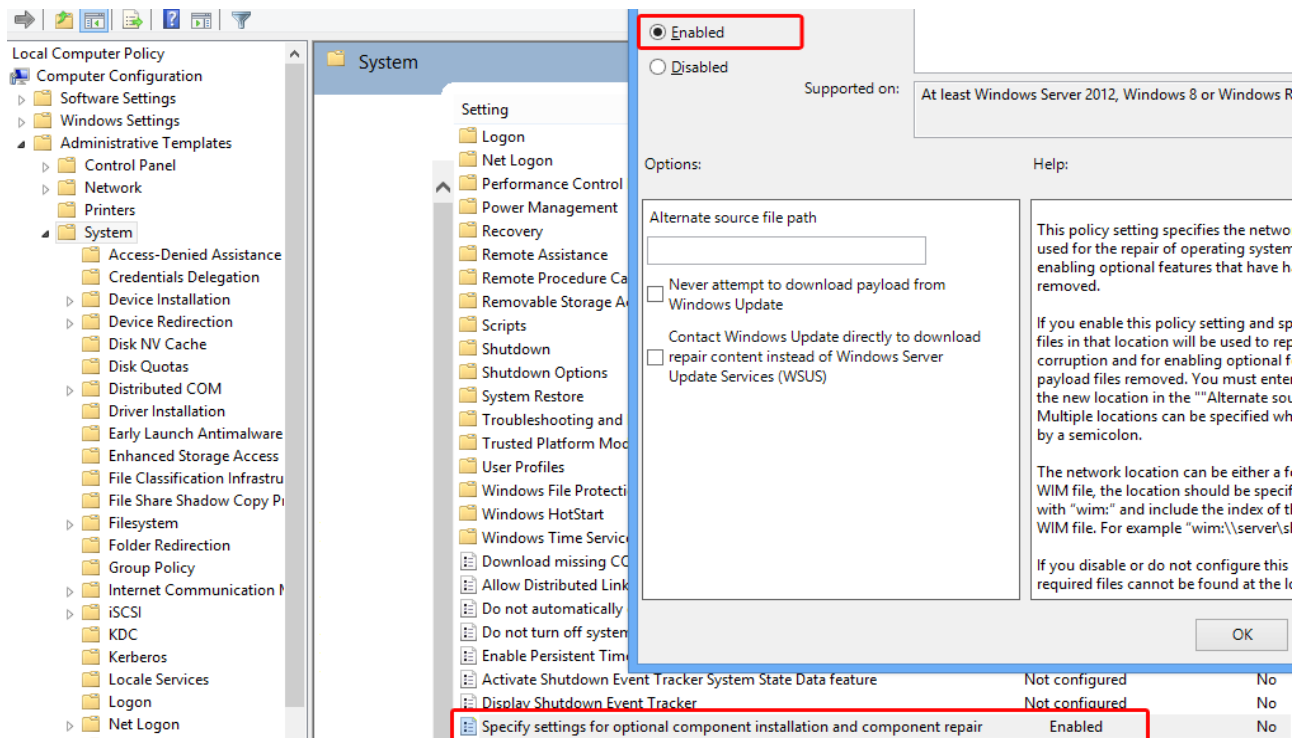 Local Computer Policy
Computer Configuration
Software Settings
Windows Settings
Administrative Templates
Control Panel
Network
Printers
System
Access-Denied Assistance
Credentials Delegation
Device Installation
Device Redirection
Disk NV Cache
Disk Quotas
Distributed COM
Driver Installation
Early Launch Antimalware
Enhanced Storage Access
File Classification Infrastru
File Share Shadow Copy
Filesystem
Folder Redirection
Group Policy
Internet Communication
iSCSI
KDC
Kerberos
Locale Services
Logon
Net Logon
System
Setting
Logon
Net Logon
Performance Control
Power Management
Recovery
Remote Assistance
Remote Procedure Ca
Removable Storage
Scripts
Shutdown
Shutdown Options
System Restore
Troubleshooting and
Trusted Platform Mod
User Profiles
Windows File Protecti
Windows HotStart
Windows Time Service
Download missing CO
Allow Distributed Link
Do not automatically
Do not turn off system
Enable Persistent Time
Activate Shutdown Event Tracker System State Data feature Not configured No
Display Shutdown Event Tracker Not configured No
Specify settings for optional component installation and component repair Enabled No
Enabled
Disabled
Supported on:
At least Windows Server 2012, Windows 8 or Windows R
Options:
Help:
Alternate source file path
Never attempt to download payload from
Windows Update
Contact Windows Update directly to download
repair content instead of Windows Server
Update Services (WSUS)
This policy setting specifies the netwo
used for the repair of operating system
enabling optional features that have ha
removed.
If you enable this policy setting and sp
files in that location will be used to rep
corruption and for enabling optional f
payload files removed. You must enter
the new location in the ""Alternate sou
Multiple locations can be specified wh
by a semicolon.
The network location can be either a f
WIM file, the location should be specif
with “wim:” and include the index of t
WIM file. For example “wim:\\server\s
If you disable or do not configure this
required files cannot be found at the l
OK